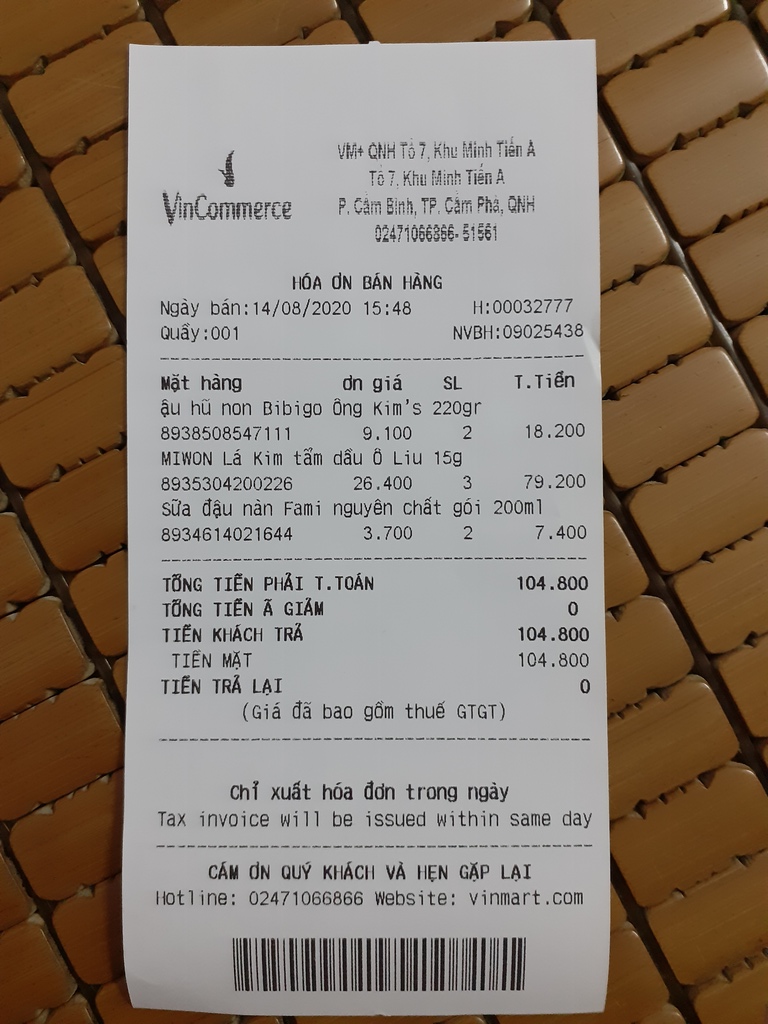 VinCommerce
VM+ QNH Tổ 7, Khu Minh Tiến A
Tổ 7, Khu Minh Tiến A
P. Cẩm Bình, TP. Cẩm Phả, QNH
02471066866-51561
HÓA ƠN BÁN HÀNG
Ngày bán:14/08/2020 15:48 H:00032777
Quầy:001 NVBH:09025438
Mặt hàng ơn giá SL T.Tiền
ậu hũ non Bibigo Ông Kim's 220gr
8938508547111 9.100 2 18.200
MIWON Lá Kim tẩm dầu Ô Liu 15g
8935304200226 26.400 3 79.200
Sữa đậu nàn Fami nguyên chất gói 200ml
8934614021644 3.700 2 7.400
TỔNG TIỀN PHẢI T.TOÁN 104.800
TỔNG TIỀN Ã GIẢM 0
TIỀN KHÁCH TRẢ 104.800
TIỀN MẶT 104.800
TIỀN TRẢ LẠI 0
(Giá đã bao gồm thuế GTGT)
Chỉ xuất hóa đơn trong ngày
Tax invoice will be issued within same day
CẢM ƠN QUÝ KHÁCH VÀ HẸN GẶP LẠI
Hotline: 02471066866 Website: vinmart.com